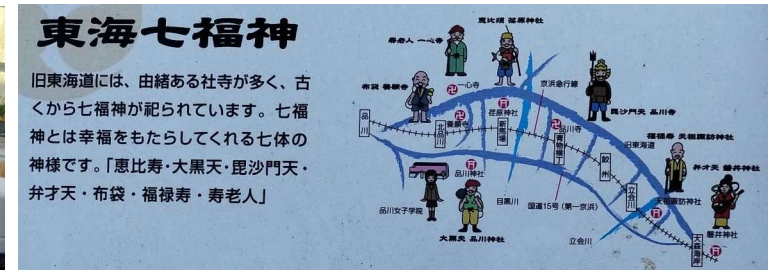 東海七福神
旧東海道には、由緒ある社寺が多く、古
くから七福神が祀られています。七福
神とは幸福をもたらしてくれる七体の
神様です。「恵比寿・大黒天・毘沙門天・
弁才天・布袋・福禄寿・寿老人」
恵比須 荏原神社
寿老人 一心寺
布袋 養願寺
一心寺
京浜急行線
毘沙門天 品川寺
荏原神社
養願寺
品川寺
旧東海道
福禄寿 天祖諏訪神社
弁才天 磐井神社
品川
北品川
新馬場
青物横丁
鮫洲
立会川
大森海岸
品川神社
品川女子学院
大黒天 品川神社
目黒川
国道15号(第一京浜)
立会川
天祖諏訪神社
磐井神社